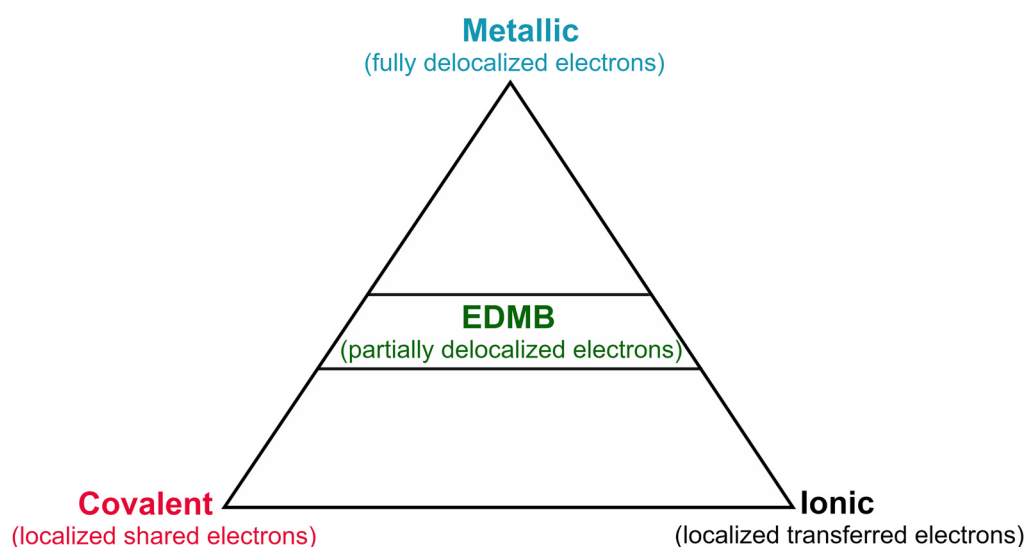 Metallic
(fully delocalized electrons)
EDMB
(partially delocalized electrons)
Covalent
(localized shared electrons)
Ionic
(localized transferred electrons)